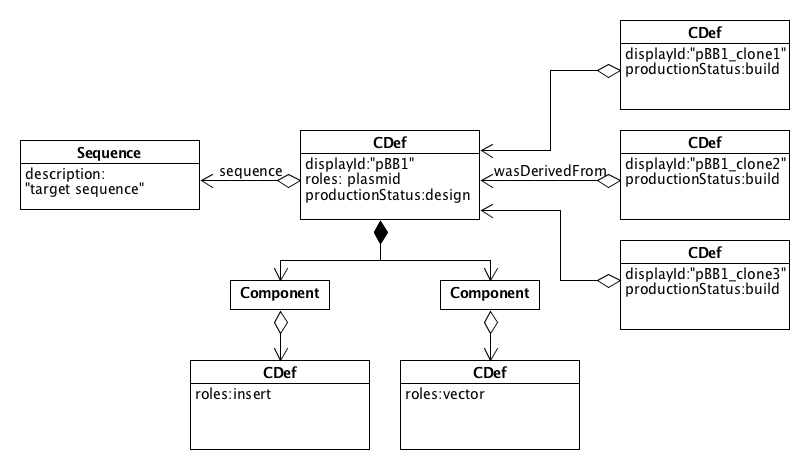 CDef
displayId:"pBB1_clone1"
productionStatus:build
Sequence
description:
"target sequence"
sequence
CDef
displayId:"pBB1"
roles: plasmid
productionStatus:design
wasDerivedFrom
CDef
displayId:"pBB1_clone2"
productionStatus:build
CDef
displayId:"pBB1_clone3"
productionStatus:build
Component
Component
CDef
roles:insert
CDef
roles:vector